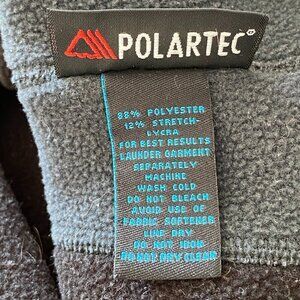 POLARTEC®
88% POLYESTER
12% STRETCH-
LYCRA
FOR BEST RESULTS
LAUNDER GARMENT
SEPARATELY
MACHINE
WASH COLD
DO NOT BLEACH
AVOID USE OF
FABRIC SOFTENER
LINE DRY
DO NOT IRON
DO NOT DRY CLEAN